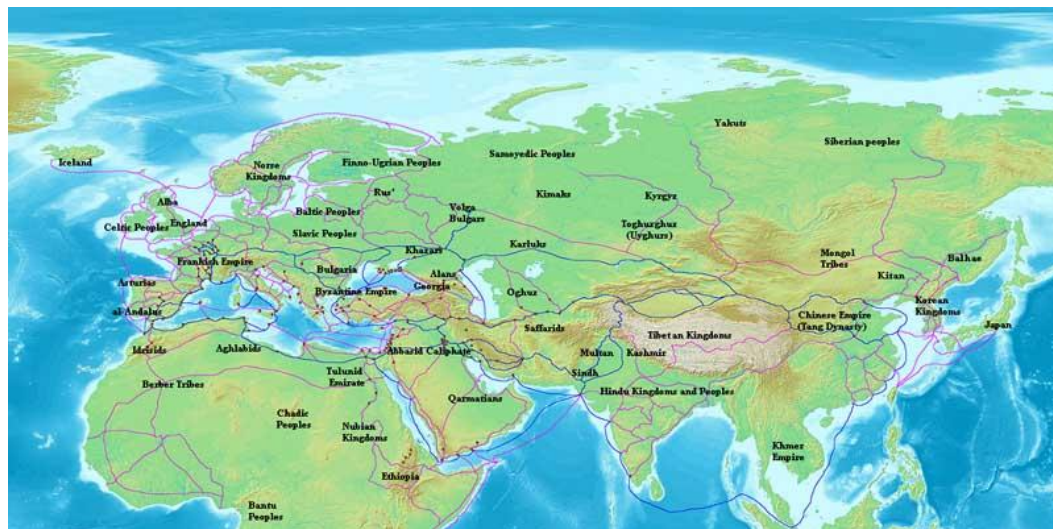 Yakuts
Siberian peoples
Iceland
Samoyedic Peoples
Norse
Kingdoms
Finno-Ugrian Peoples
Rus'
Kimaks
Kyrgyz
Alba
Volga
Bulgars
Baltic Peoples
Celtic Peoples
England
Toghuzghuz
(Uyghurs)
Slavic Peoples
Karluks
Khazars
Mongol
Tribes
Balhae
Frankish Empire
Bulgaria
Alans
Kitan
Asturias
Byzantine Empire
Georgia
Oghuz
Korean
Kingdoms
al-Andalus
Chinese Empire
(Tang Dynasty)
Japan
Saffarids
Tibetan Kingdoms
Idrisids
Aghlabids
Abbasid Caliphate
Multan
Kashmir
Sindh
Tulunid
Emirate
Berber Tribes
Hindu Kingdoms and Peoples
Qarmatians
Chadic
Peoples
Nubian
Kingdoms
Khmer
Empire
Ethiopia
Bantu
Peoples